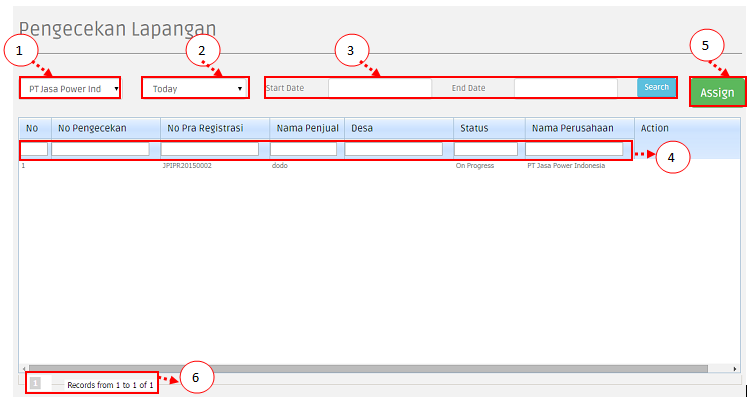 Pengecekan Lapangan
1
2
3
5
PT Jasa Power Ind
Today
Start Date
End Date
Search
Assign
No No Pengecekan No Pra Registrasi Nama Penjual Desa Status Nama Perusahaan Action
4
1 JPIPR20150002 dodo On Progress PT Jasa Power Indonesia
1 Records from 1 to 1 of 1
6